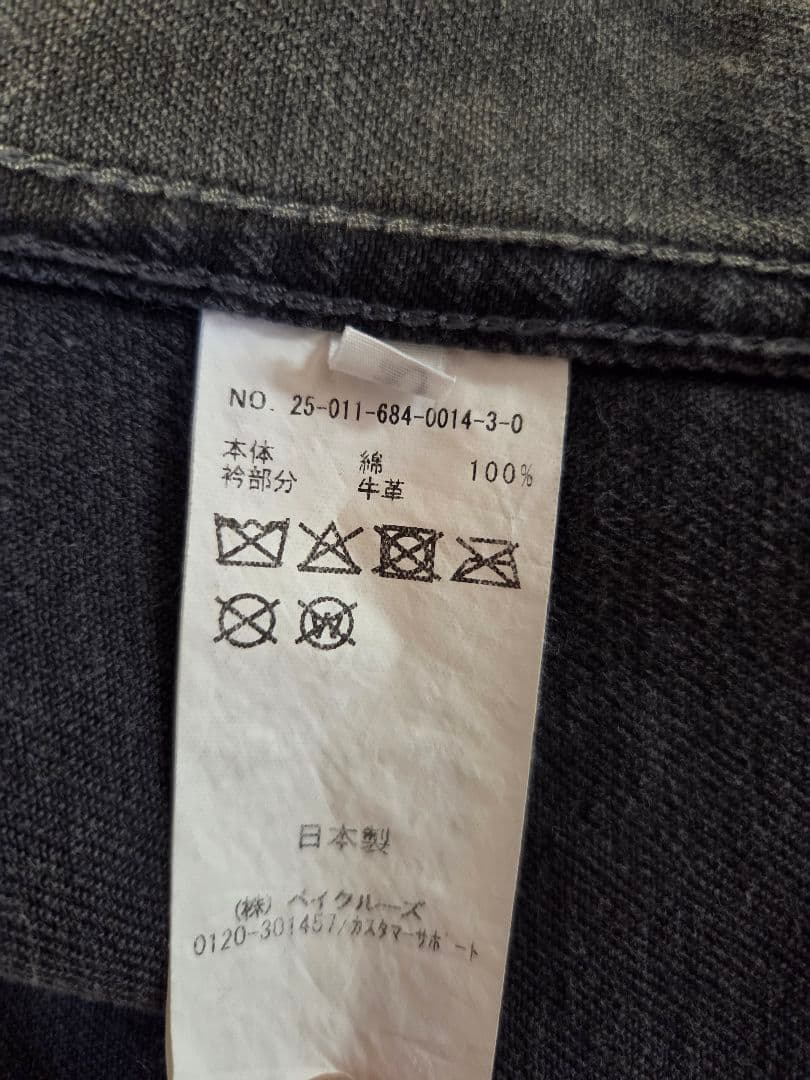 NO. 25-011-684-0014-3-0
本体 綿 100%
衿部分 牛革
W
日本製
(株) ベイクルーズ
0120-301457/カスタマーサポート